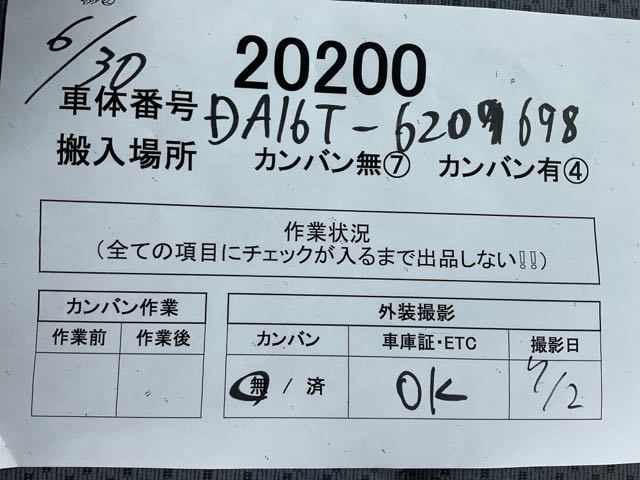 6/30
20200
車体番号 DA16T-6207698
搬入場所 カンバン無⑦ カンバン有④
作業状況
(全ての項目にチェックが入るまで出品しない!!)
カンバン作業
作業前 作業後
外装撮影
カンバン 車庫証・ETC 撮影日
無 / 済 OK 7/2